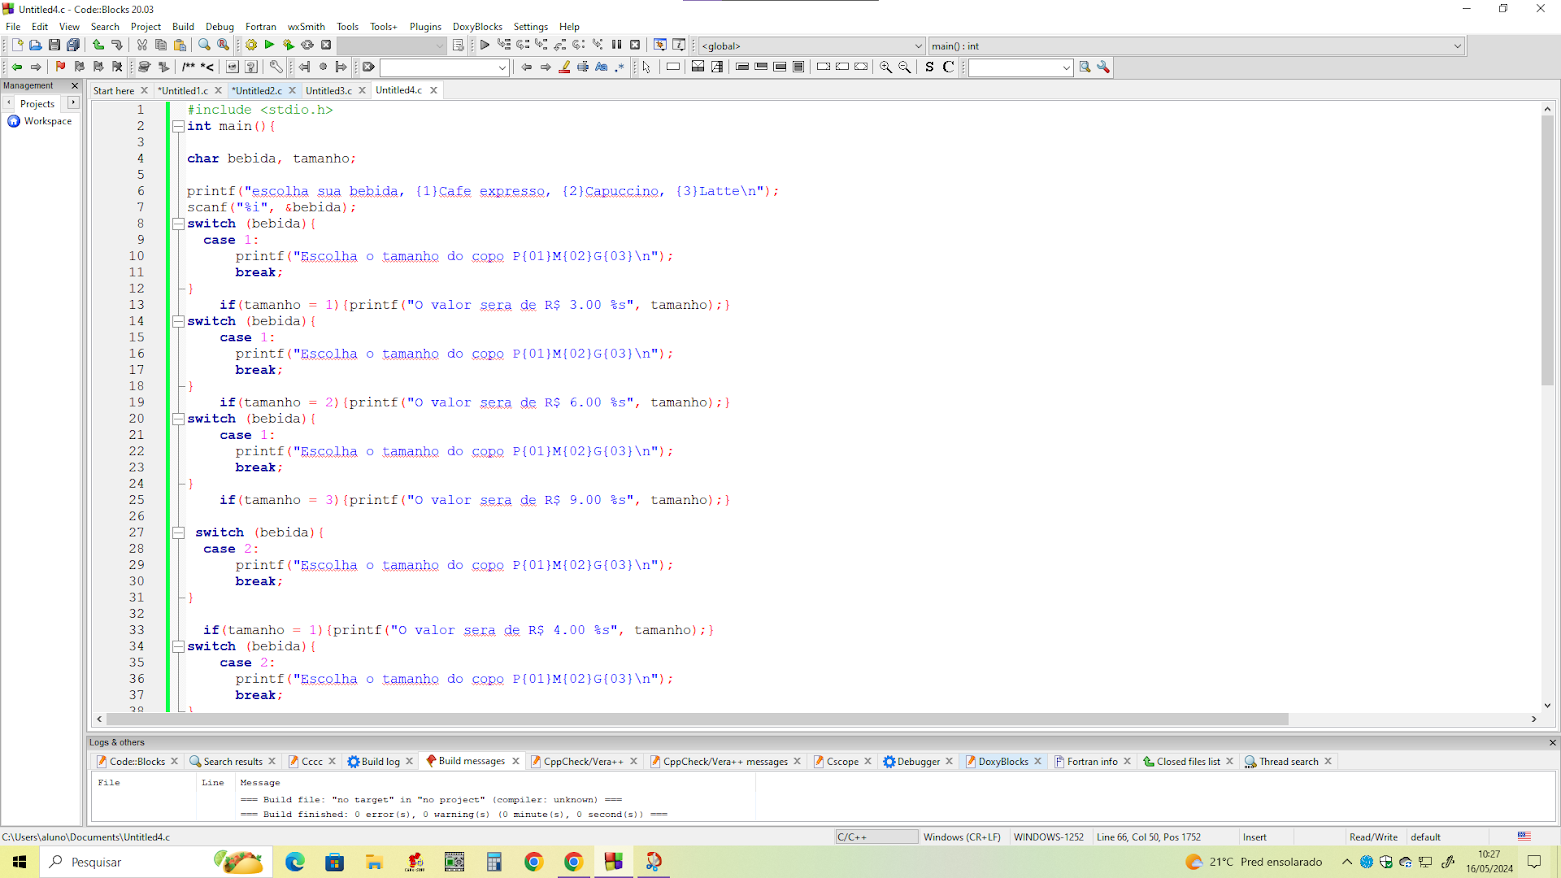 Untitled4.c - Code::Blocks 20.03
File Edit View Search Project Build Debug Fortran wxSmith Tools Tools+ Plugins DoxyBlocks Settings Help
<global> main() : int
/** *< Aa .* S C
Management
Projects
Workspace
Start here *Untitled1.c *Untitled2.c Untitled3.c Untitled4.c
1 #include <stdio.h>
2 int main(){
3
4 char bebida, tamanho;
5
6 printf("escolha sua bebida, {1}Cafe expresso, {2}Capuccino, {3}Latte\n");
7 scanf("%i", &bebida);
8 switch (bebida){
9 case 1:
10 printf("Escolha o tamanho do copo P{01}M{02}G{03}\n");
11 break;
12 }
13 if(tamanho = 1){printf("O valor sera de R$ 3.00 %s", tamanho);}
14 switch (bebida){
15 case 1:
16 printf("Escolha o tamanho do copo P{01}M{02}G{03}\n");
17 break;
18 }
19 if(tamanho = 2){printf("O valor sera de R$ 6.00 %s", tamanho);}
20 switch (bebida){
21 case 1:
22 printf("Escolha o tamanho do copo P{01}M{02}G{03}\n");
23 break;
24 }
25 if(tamanho = 3){printf("O valor sera de R$ 9.00 %s", tamanho);}
26
27 switch (bebida){
28 case 2:
29 printf("Escolha o tamanho do copo P{01}M{02}G{03}\n");
30 break;
31 }
32
33 if(tamanho = 1){printf("O valor sera de R$ 4.00 %s", tamanho);}
34 switch (bebida){
35 case 2:
36 printf("Escolha o tamanho do copo P{01}M{02}G{03}\n");
37 break;
38 }
Logs & others
Code::Blocks Search results Cccc Build log Build messages CppCheck/Vera++ CppCheck/Vera++ messages Cscope Debugger DoxyBlocks Fortran info Closed files list Thread search
File Line Message
=== Build file: "no target" in "no project" (compiler: unknown) ===
=== Build finished: 0 error(s), 0 warning(s) (0 minute(s), 0 second(s)) ===
C:\Users\aluno\Documents\Untitled4.c C/C++ Windows (CR+LF) WINDOWS-1252 Line 66, Col 50, Pos 1752 Insert Read/Write default
Pesquisar 21°C Pred ensolarado 10:27
16/05/2024